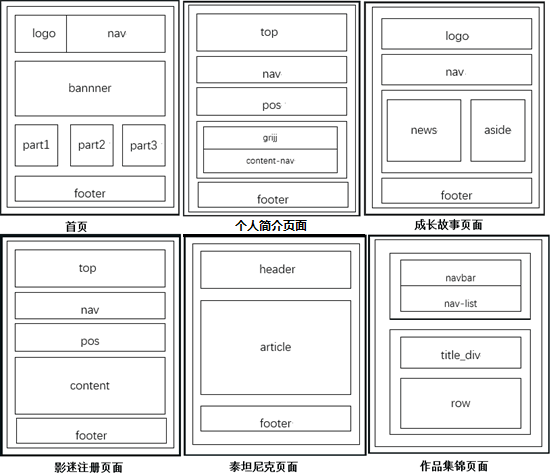 logo nav
bannner
part1 part2 part3
footer
首页
top
nav
pos
grjj
content-nav
footer
个人简介页面
logo
nav
news aside
footer
成长故事页面
top
nav
pos
content
footer
影迷注册页面
header
article
footer
泰坦尼克页面
navbar
nav-list
title_div
row
作品集锦页面